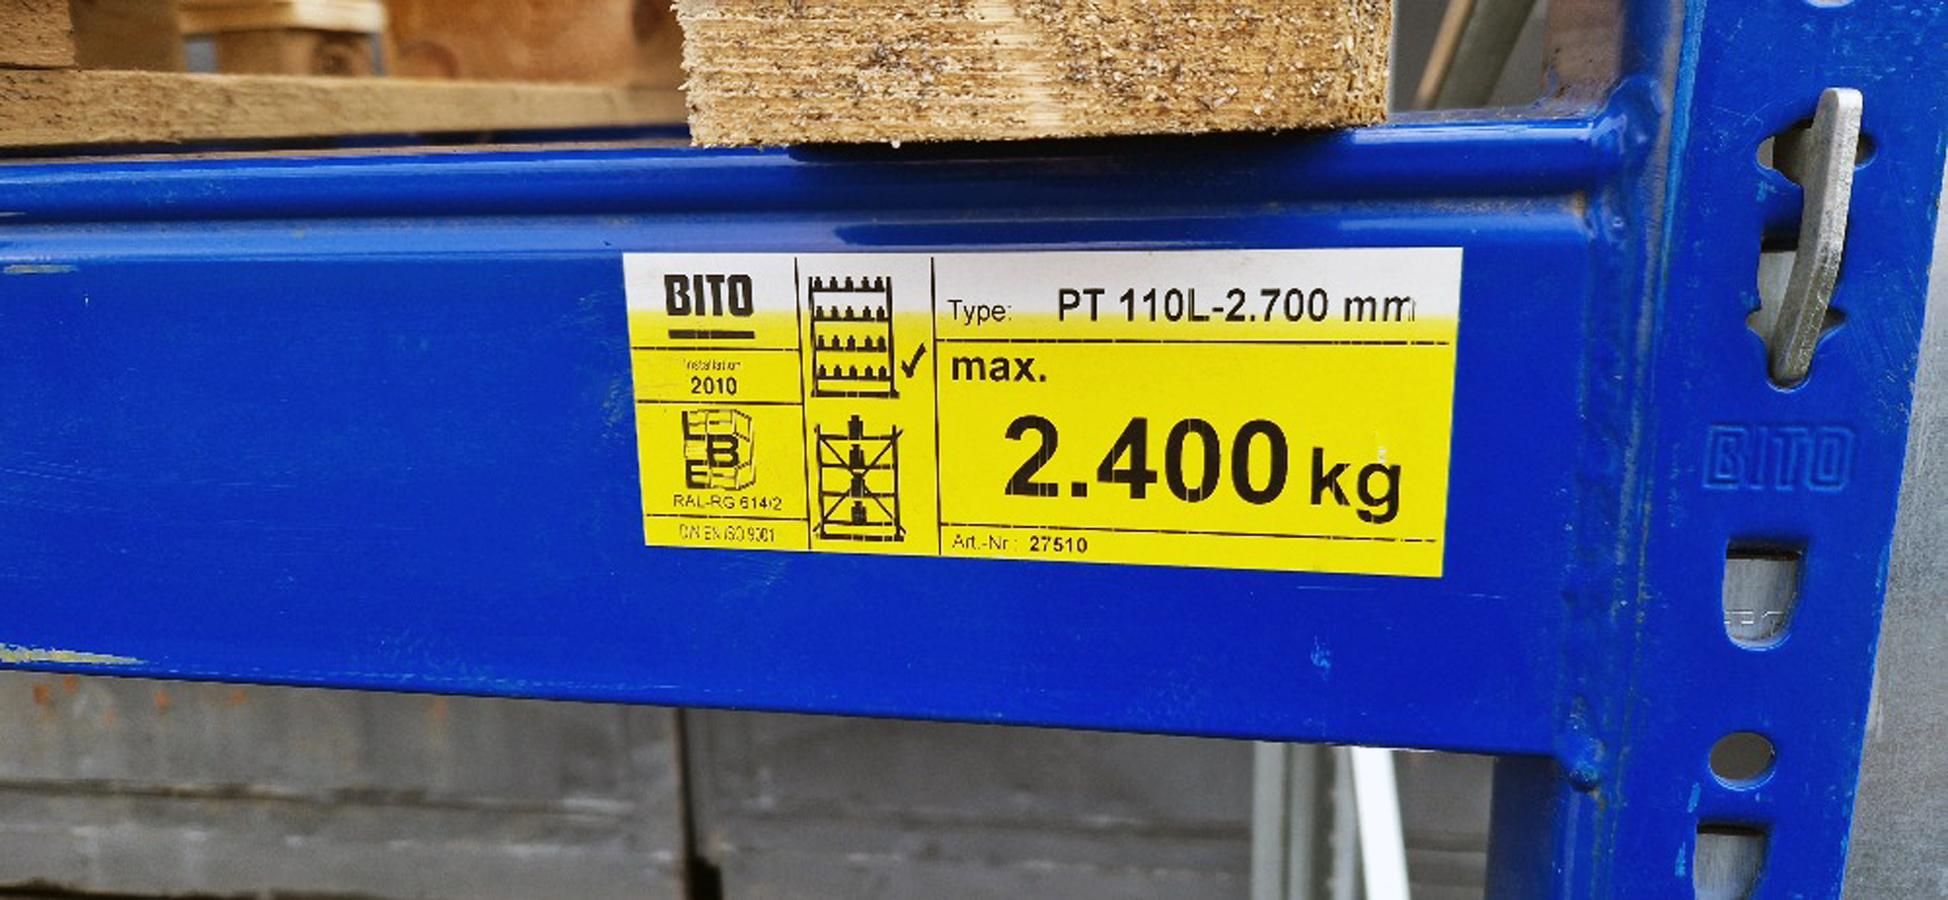 BITO
Installation
2010
LBE
RAL-RG 614/2
DIN EN ISO 9001
Type: PT 110L-2.700 mm
max.
2.400 kg
Art.-Nr.: 27510
BITO